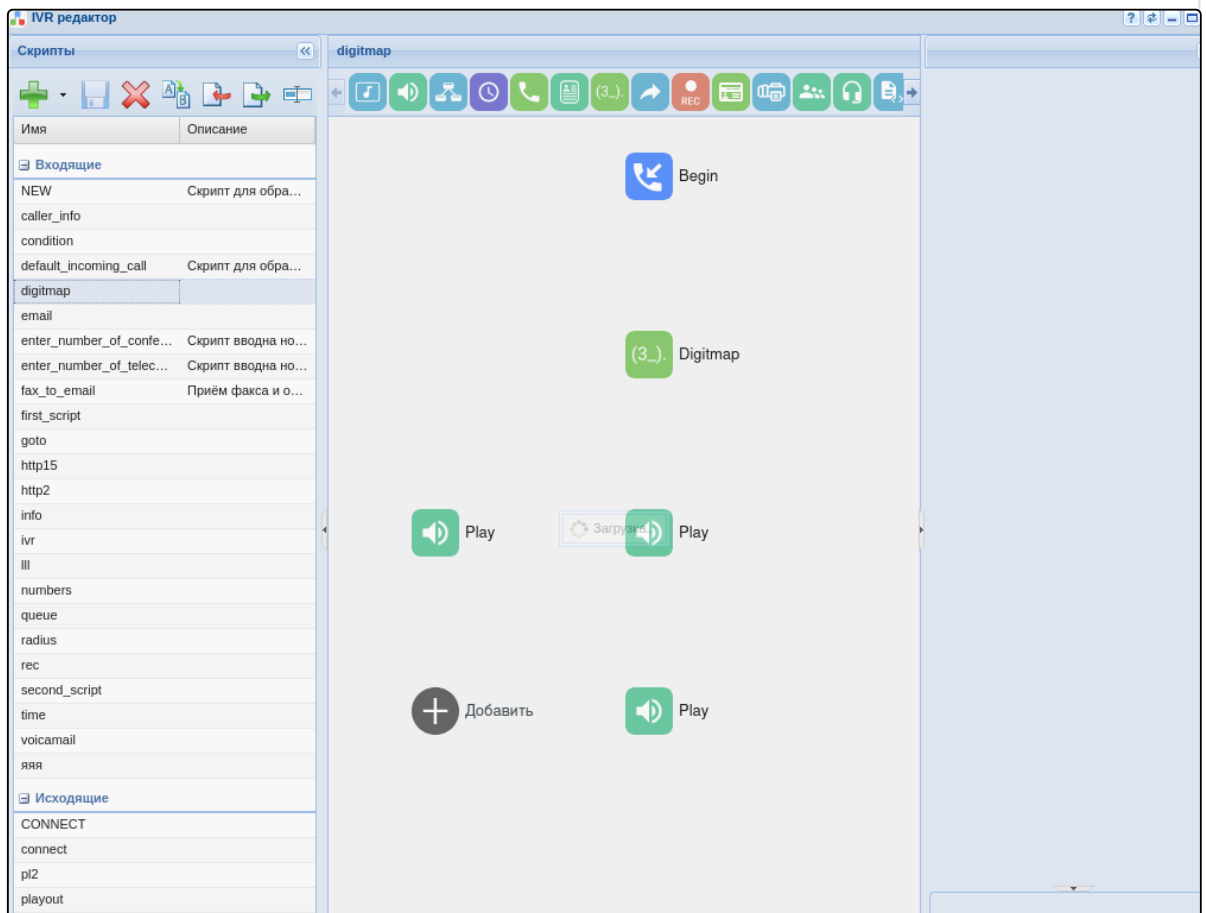 IVR редактор
Скрипты
digitmap
A B
(3_).
REC
Имя Описание
Входящие
NEW Скрипт для обра...
caller_info
condition
default_incoming_call Скрипт для обра...
digitmap
email
enter_number_of_confe... Скрипт вводна но...
enter_number_of_telec... Скрипт вводна но...
fax_to_email Приём факса и о...
first_script
goto
http15
http2
info
ivr
lll
numbers
queue
radius
rec
second_script
time
voicamail
яяя
Исходящие
CONNECT
connect
pl2
playout
Begin
(3_). Digitmap
Play
Загрузка...
Play
Добавить
Play